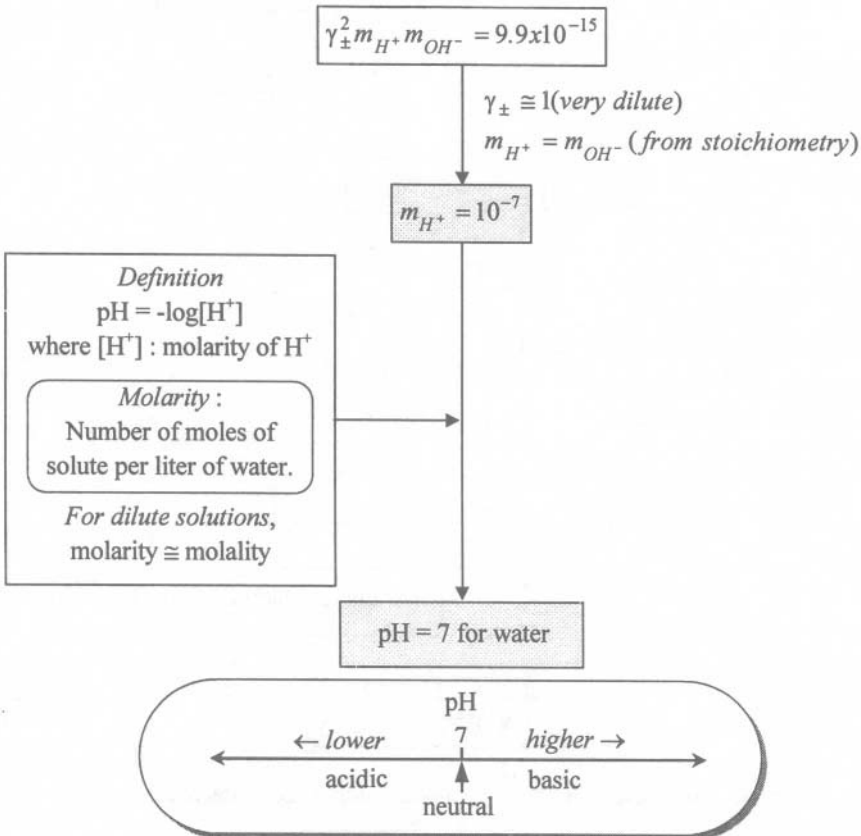 γ±² m_H⁺ m_OH⁻ = 9.9x10⁻¹⁵
γ± ≅ 1(very dilute)
m_H⁺ = m_OH⁻ (from stoichiometry)
m_H⁺ = 10⁻⁷
Definition
pH = -log[H⁺]
where [H⁺] : molarity of H⁺
Molarity :
Number of moles of
solute per liter of water.
For dilute solutions,
molarity ≅ molality
pH = 7 for water
pH
← lower 7 higher →
acidic basic
neutral